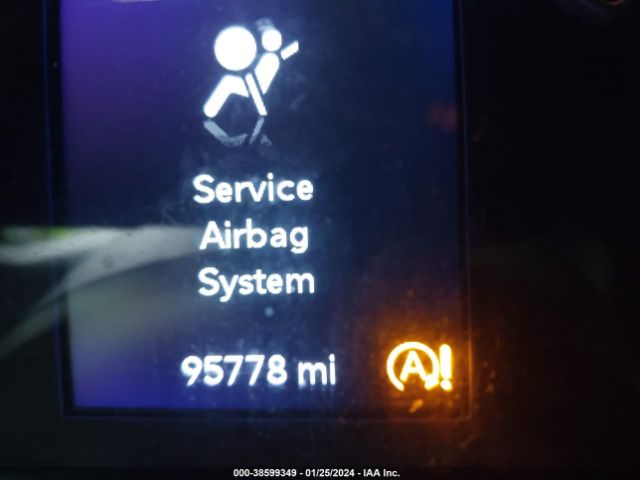 Service
Airbag
System
95778 mi
A!
000-38599349 - 01/25/2024 - IAA Inc.